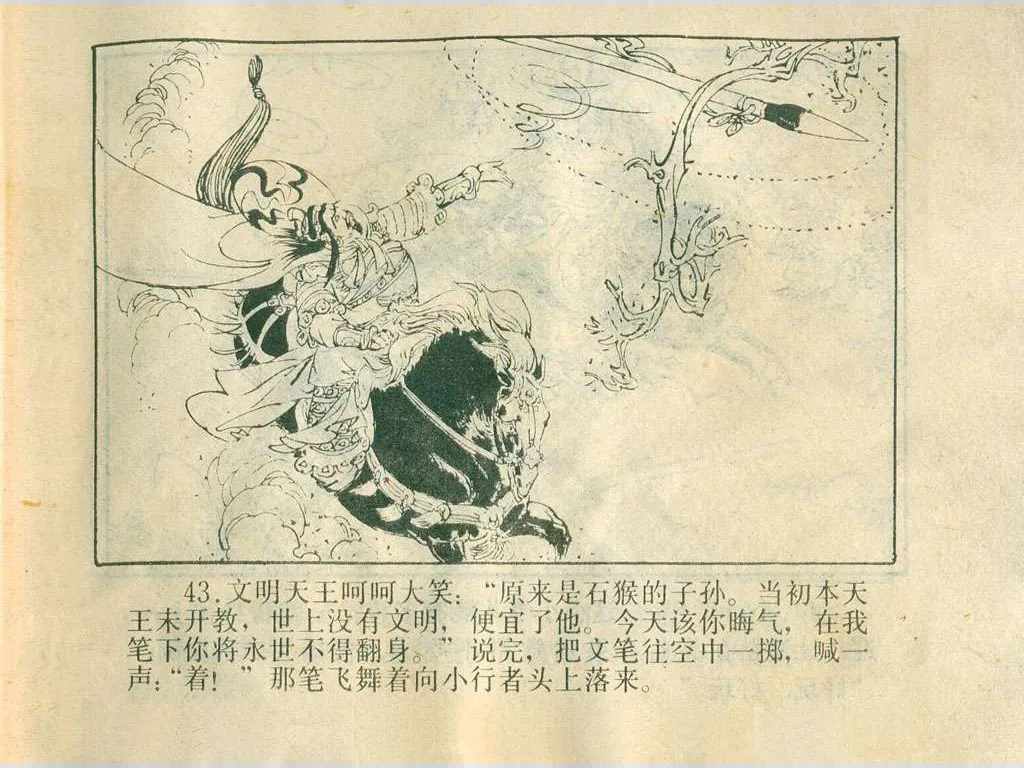 43.文明天王呵呵大笑：“原来是石猴的子孙。当初本天
王未开教，世上没有文明，便宜了他。今天该你晦气，在我
笔下你将永世不得翻身。”说完，把文笔往空中一掷，喊一
声：“着！”那笔飞舞着向小行者头上落来。